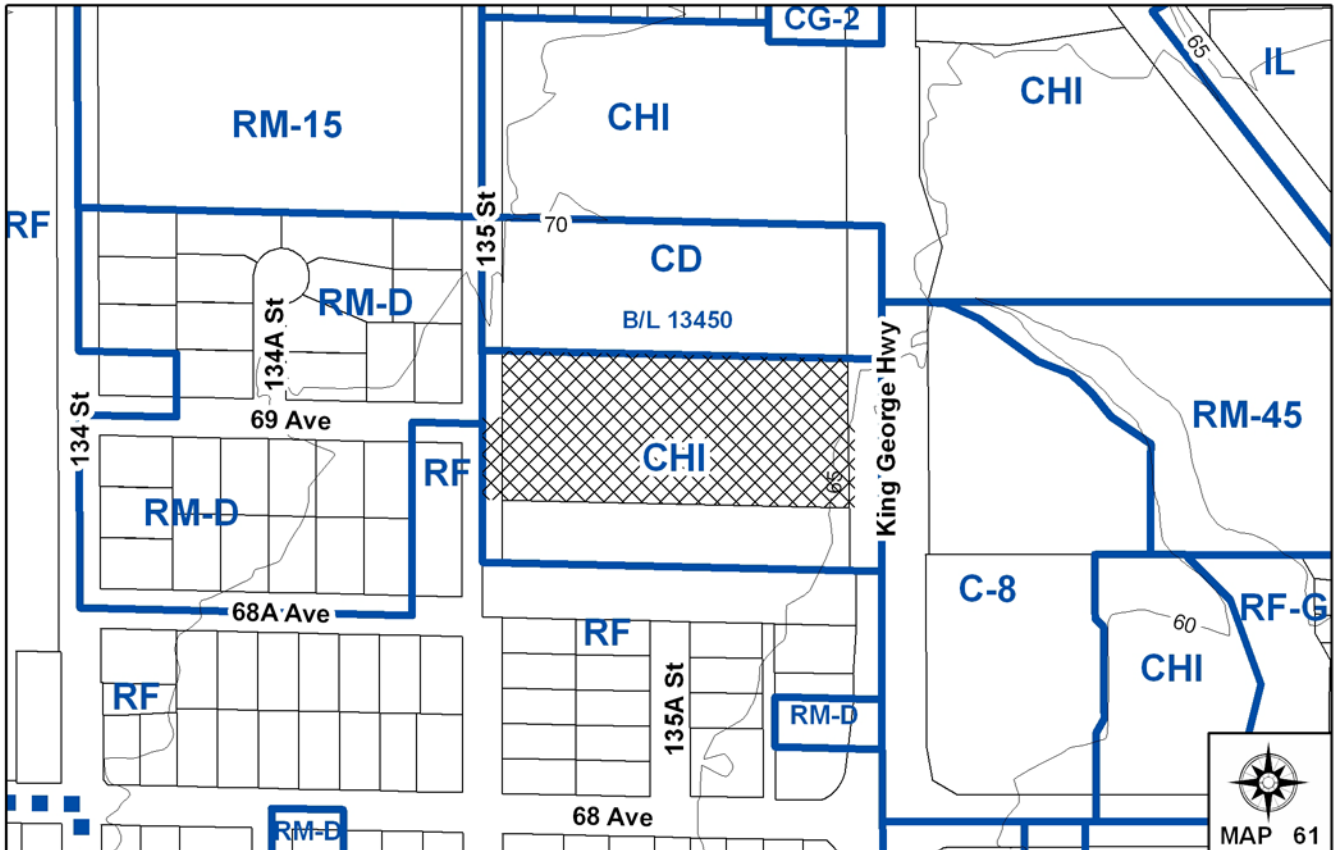 CG-2
65
IL
CHI
RM-15
CHI
RF
135 St
70
CD
RM-D
B/L 13450
134A St
King George Hwy
134 St
69 Ave
RM-45
CHI
RF
65
RM-D
C-8
68A Ave
RF
RF-G
60
CHI
RF
135A St
RM-D
68 Ave
RM-D
MAP 61